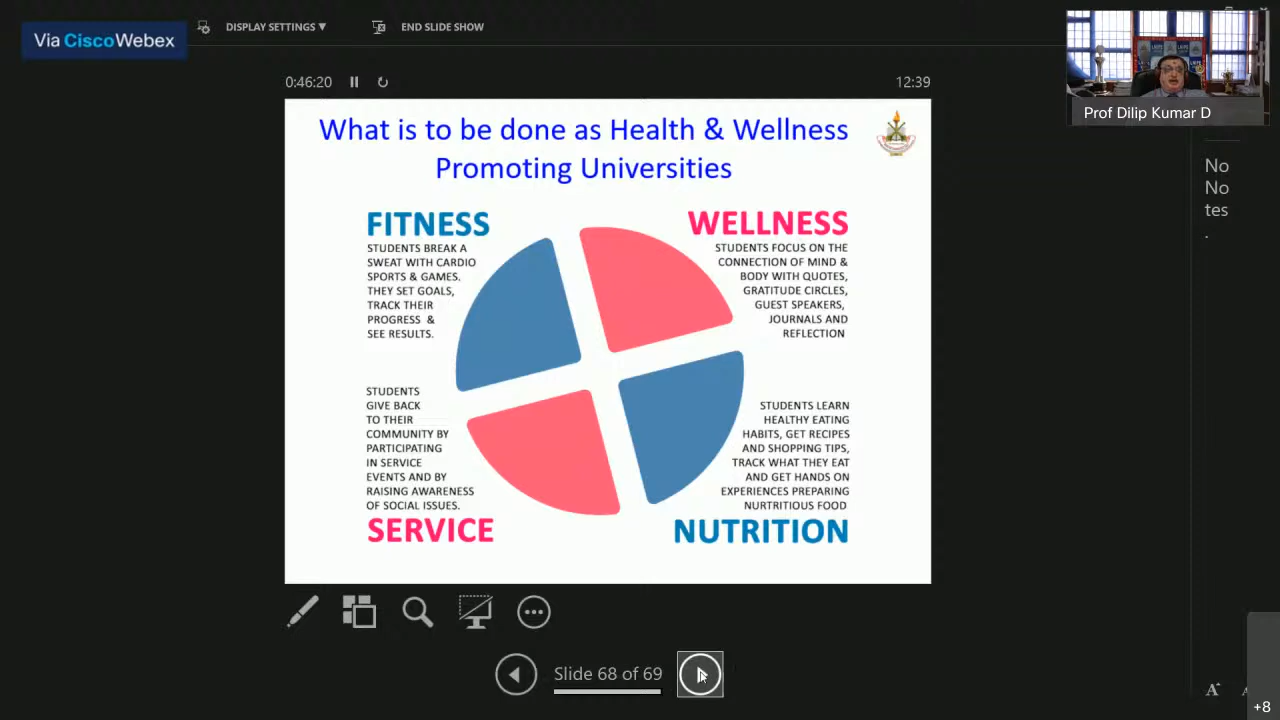 Via CiscoWebex
DISPLAY SETTINGS ▼
END SLIDE SHOW
0:46:20
12:39
Prof Dilip Kumar D
No
No
tes
.
What is to be done as Health & Wellness
Promoting Universities
FITNESS
STUDENTS BREAK A
SWEAT WITH CARDIO
SPORTS & GAMES.
THEY SET GOALS,
TRACK THEIR
PROGRESS &
SEE RESULTS.
WELLNESS
STUDENTS FOCUS ON THE
CONNECTION OF MIND &
BODY WITH QUOTES,
GRATITUDE CIRCLES,
GUEST SPEAKERS,
JOURNALS AND
REFLECTION
STUDENTS
GIVE BACK
TO THEIR
COMMUNITY BY
PARTICIPATING
IN SERVICE
EVENTS AND BY
RAISING AWARENESS
OF SOCIAL ISSUES.
SERVICE
STUDENTS LEARN
HEALTHY EATING
HABITS, GET RECIPES
AND SHOPPING TIPS,
TRACK WHAT THEY EAT
AND GET HANDS ON
EXPERIENCES PREPARING
NURTRITIOUS FOOD
NUTRITION
Slide 68 of 69
A
+8